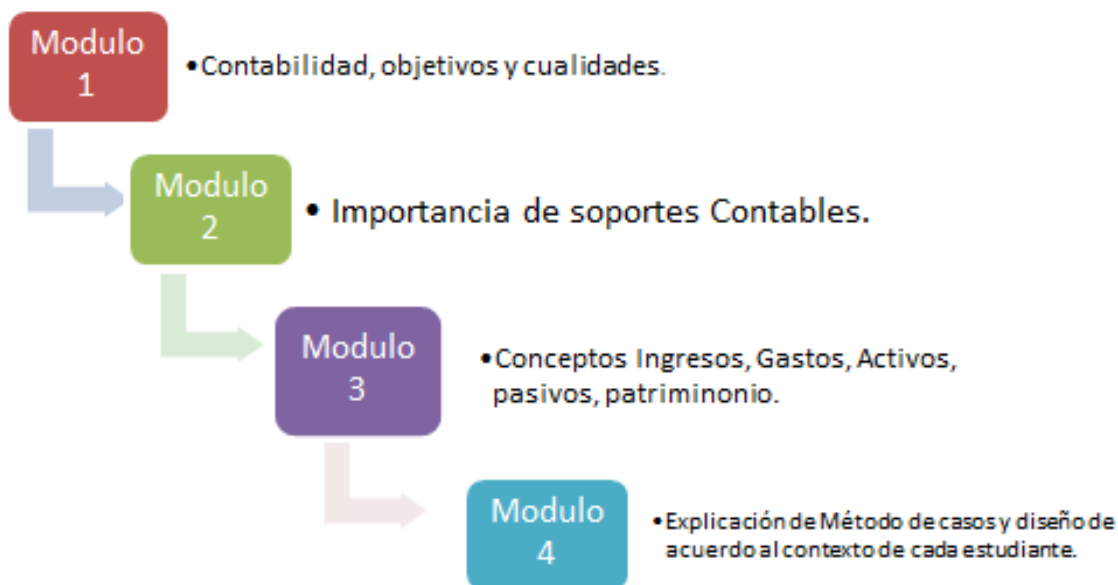 Modulo
1
•Contabilidad, objetivos y cualidades.
Modulo
2
• Importancia de soportes Contables.
Modulo
3
•Conceptos Ingresos, Gastos, Activos,
pasivos, patriminonio.
Modulo
4
•Explicación de Método de casos y diseño de
acuerdo al contexto de cada estudiante.